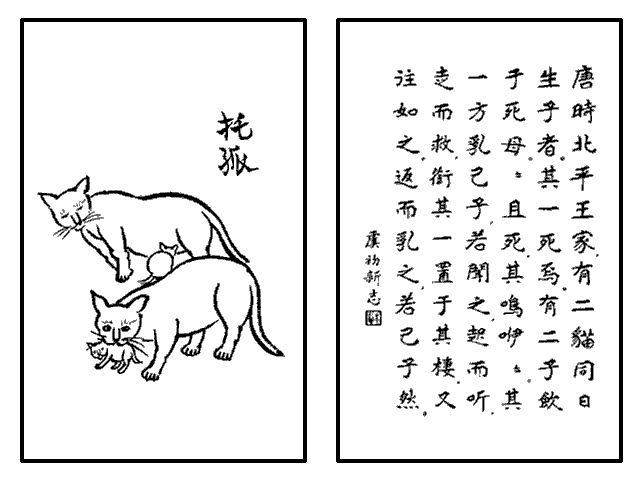 托孤
唐時北平王家,有二貓同日
生子者。其一死焉。有二子飲
于死母。〻且死,其鳴咿〻。其
一方乳己子,若聞之,起而听,
走而救,銜其一置于其棲,又
往如之,返而乳之,若己子然。
虞初新志